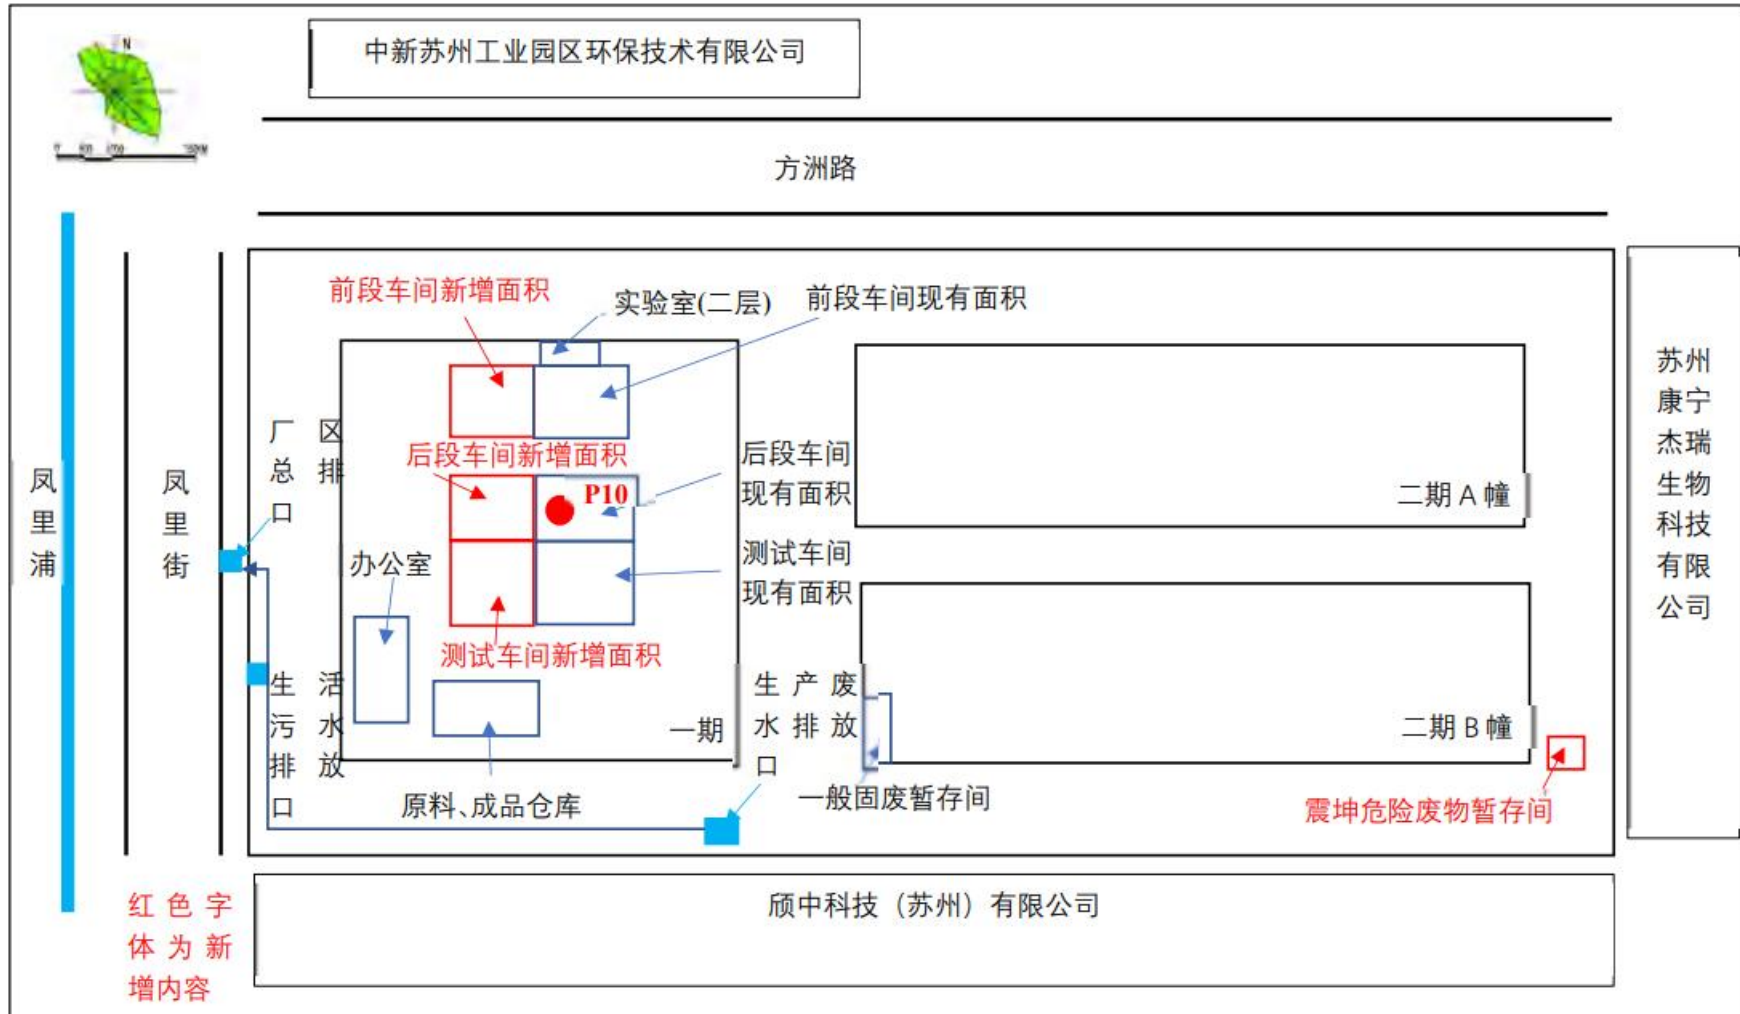 N
中新苏州工业园区环保技术有限公司
方洲路
前段车间新增面积
实验室(二层)
前段车间现有面积
厂 区
总 排
口
后段车间新增面积
P10
后段车间
现有面积
二期 A 幢
凤
里
浦
凤
里
街
办公室
测试车间
现有面积
测试车间新增面积
生 活
污 水
排 放
口
一期
生 产 废
水 排 放
口
二期 B 幢
原料、成品仓库
一般固废暂存间
震坤危险废物暂存间
苏州
康宁
杰瑞
生物
科技
有限
公司
红 色 字
体 为 新
增内容
颀中科技（苏州）有限公司